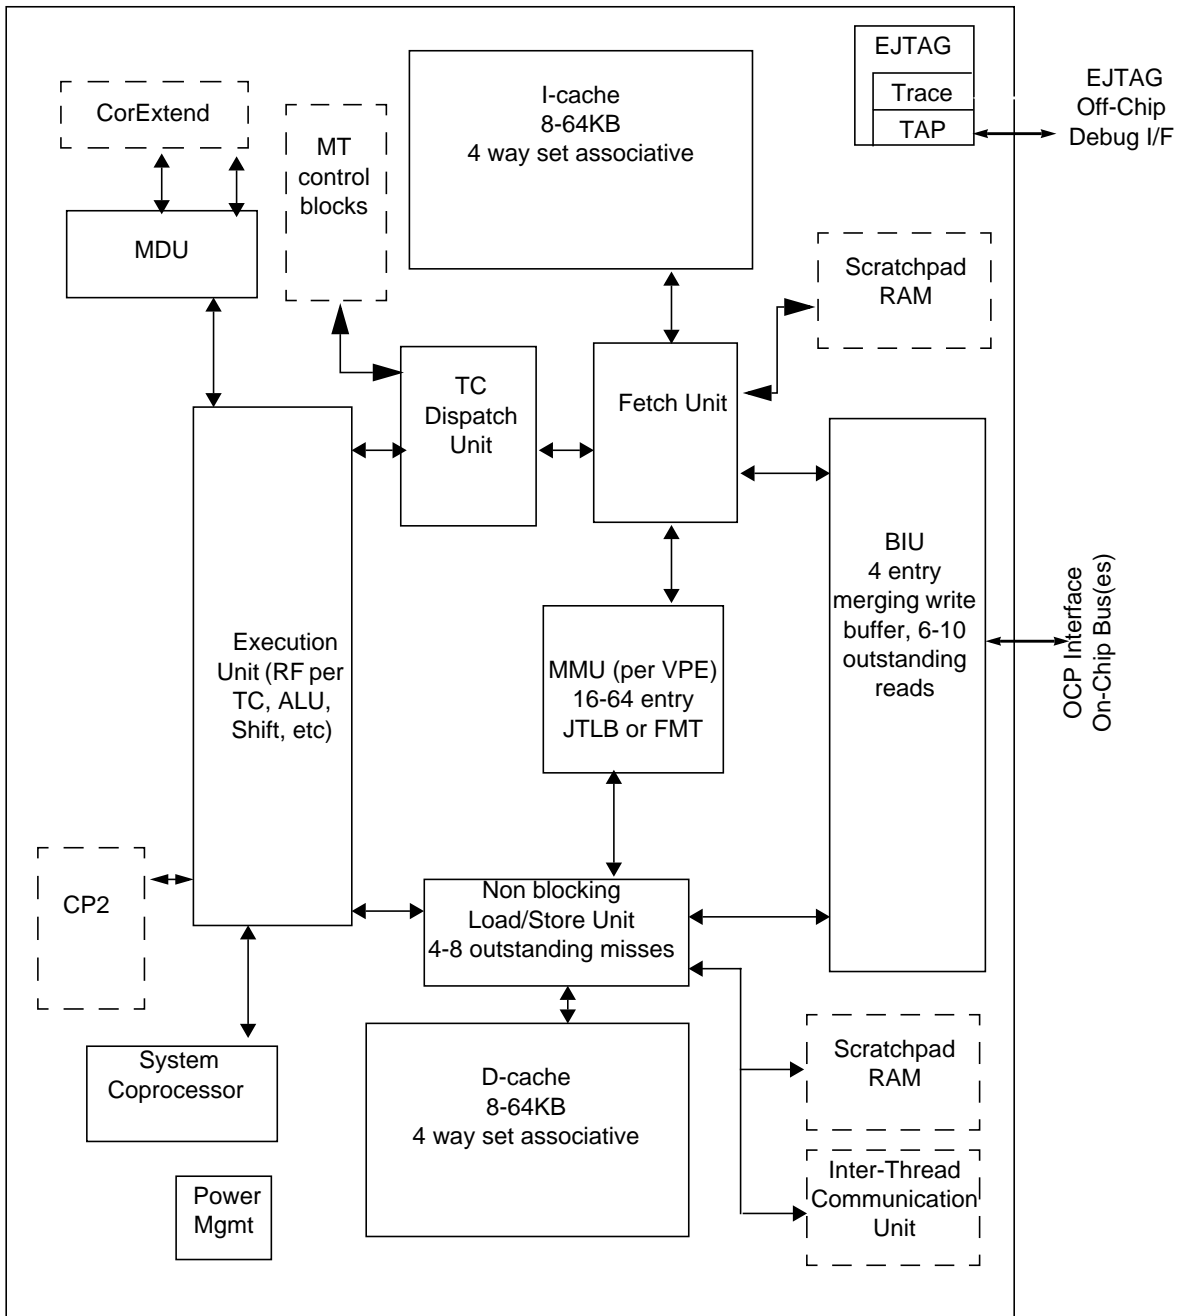 EJTAG
Trace
TAP
EJTAG
Off-Chip
Debug I/F
I-cache
8-64KB
4 way set associative
CorExtend
MT
control
blocks
MDU
Scratchpad
RAM
TC
Dispatch
Unit
Fetch Unit
BIU
4 entry
merging write
buffer, 6-10
outstanding
reads
OCP Interface
On-Chip Bus(es)
Execution
Unit (RF per
TC, ALU,
Shift, etc)
MMU (per VPE)
16-64 entry
JTLB or FMT
CP2
Non blocking
Load/Store Unit
4-8 outstanding misses
System
Coprocessor
D-cache
8-64KB
4 way set associative
Scratchpad
RAM
Inter-Thread
Communication
Unit
Power
Mgmt